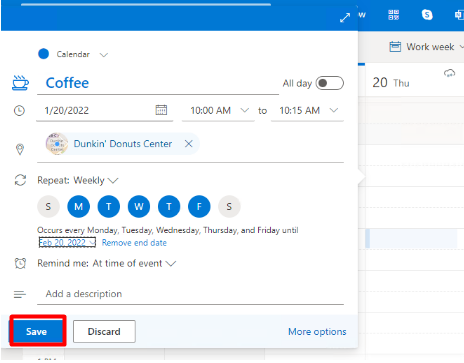 w
Calendar
Work week
Coffee
All day
20 Thu
1/20/2022
10:00 AM
to
10:15 AM
Dunkin' Donuts Center
Repeat: Weekly
S M T W T F S
Occurs every Monday, Tuesday, Wednesday, Thursday, and Friday until
Feb 20, 2022 Remove end date
Remind me: At time of event
Add a description
Save
Discard
More options